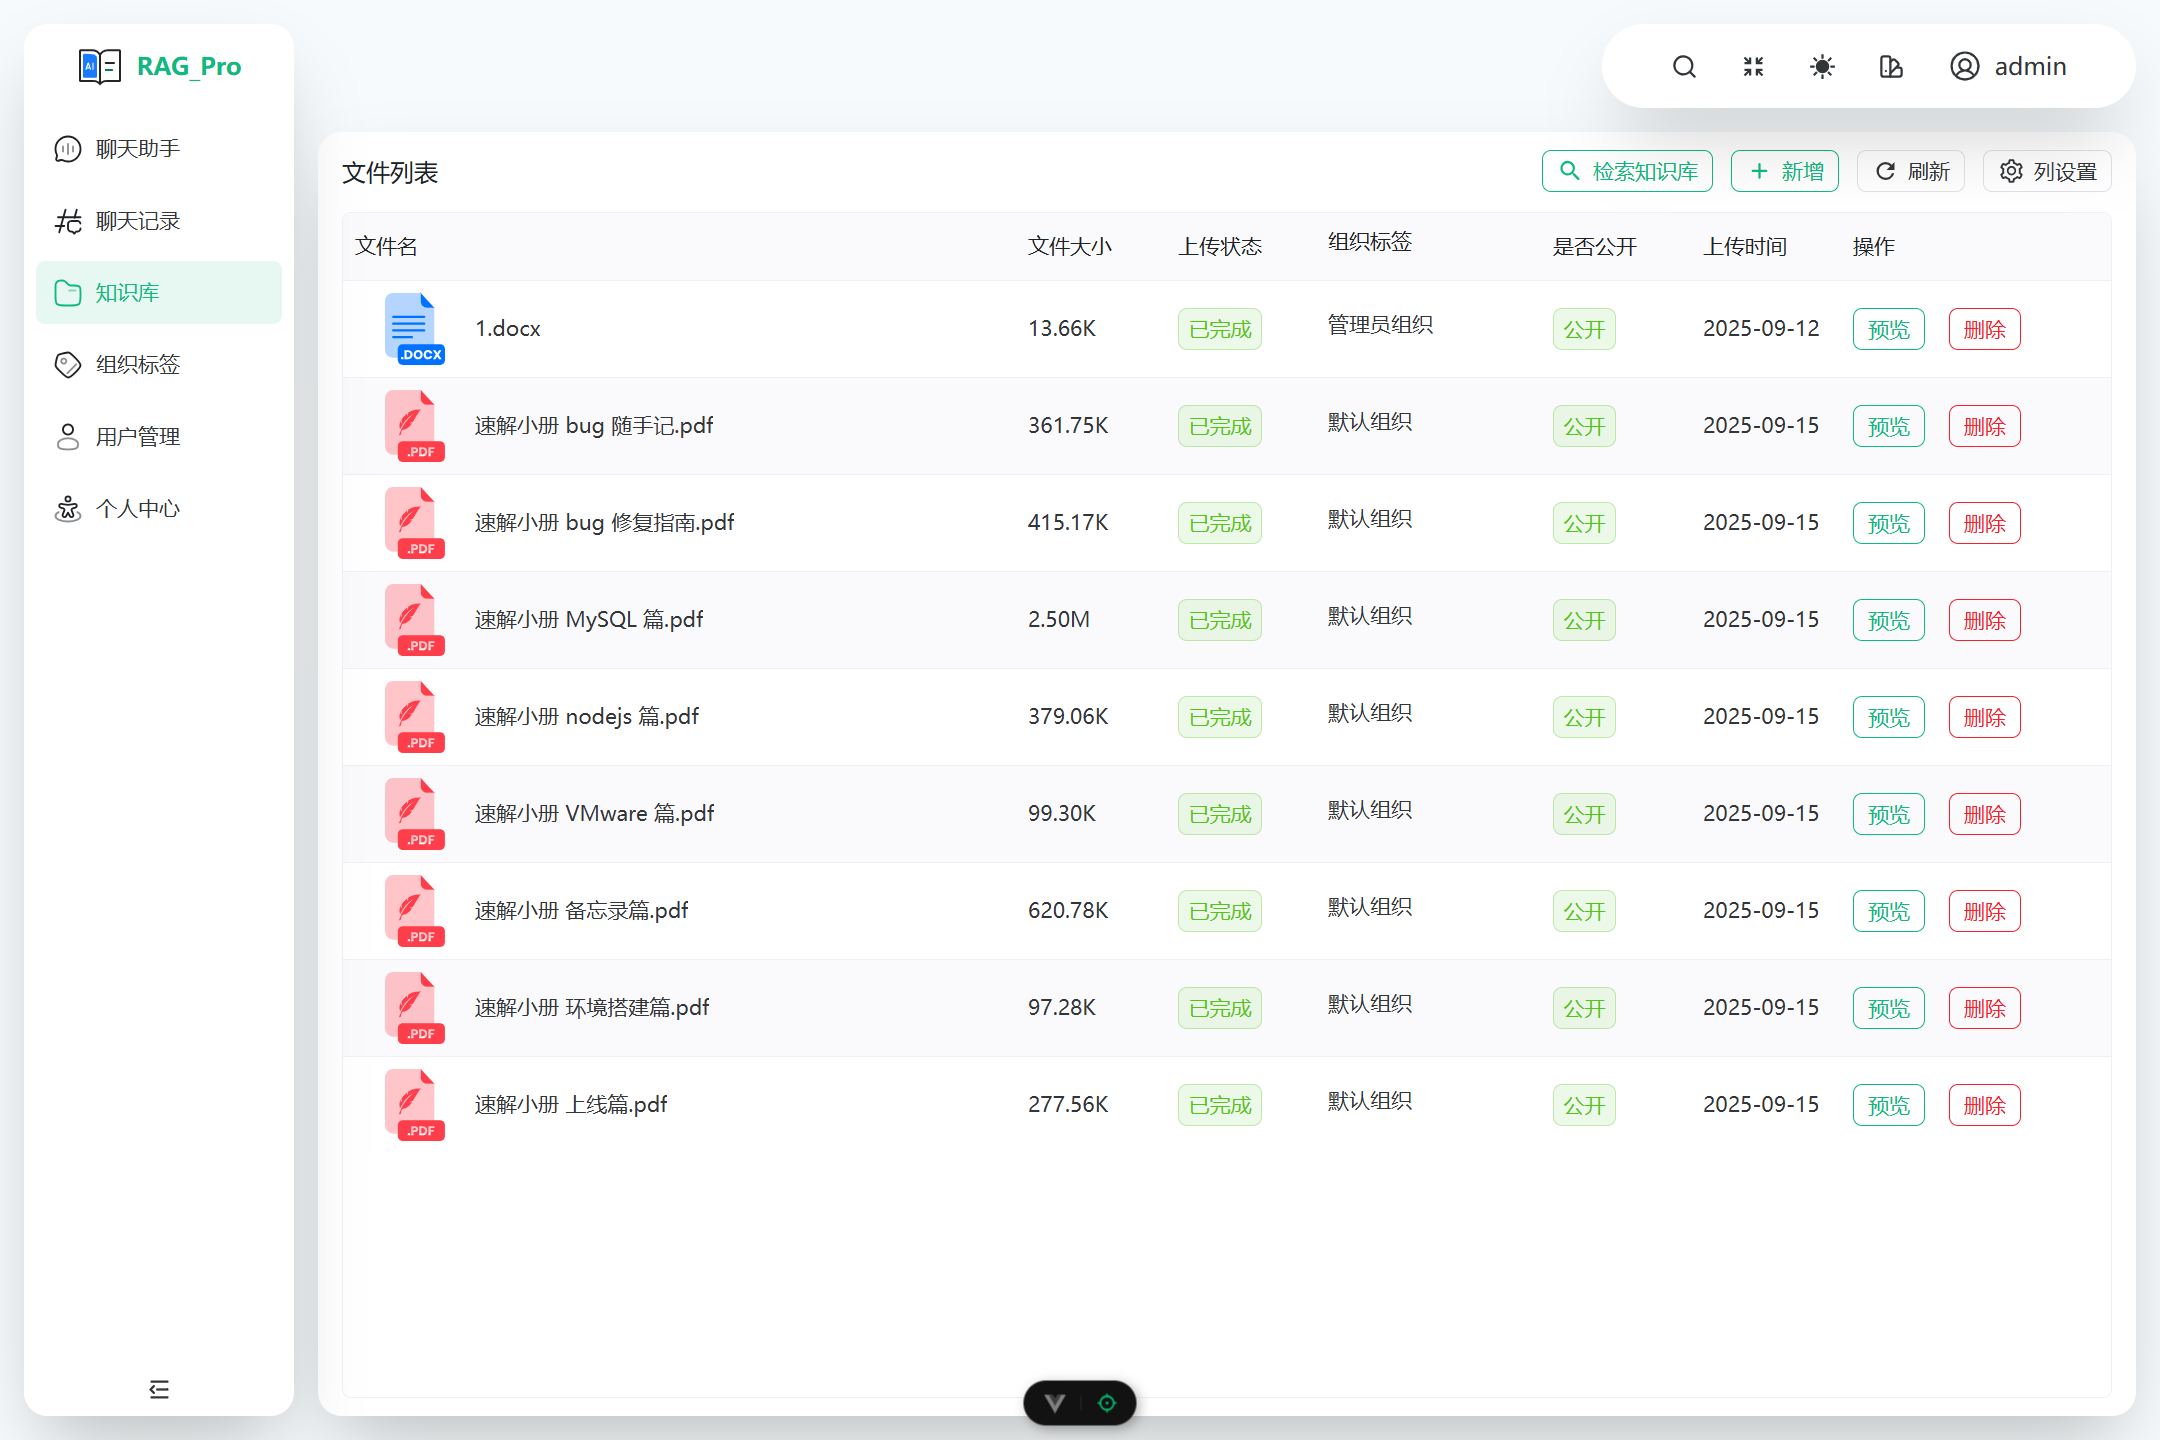 AI RAG_Pro
admin
聊天助手
聊天记录
知识库
组织标签
用户管理
个人中心
文件列表
检索知识库 新增 刷新 列设置
文件名 文件大小 上传状态 组织标签 是否公开 上传时间 操作
.DOCX 1.docx 13.66K 已完成 管理员组织 公开 2025-09-12 预览 删除
.PDF 速解小册 bug 随手记.pdf 361.75K 已完成 默认组织 公开 2025-09-15 预览 删除
.PDF 速解小册 bug 修复指南.pdf 415.17K 已完成 默认组织 公开 2025-09-15 预览 删除
.PDF 速解小册 MySQL 篇.pdf 2.50M 已完成 默认组织 公开 2025-09-15 预览 删除
.PDF 速解小册 nodejs 篇.pdf 379.06K 已完成 默认组织 公开 2025-09-15 预览 删除
.PDF 速解小册 VMware 篇.pdf 99.30K 已完成 默认组织 公开 2025-09-15 预览 删除
.PDF 速解小册 备忘录篇.pdf 620.78K 已完成 默认组织 公开 2025-09-15 预览 删除
.PDF 速解小册 环境搭建篇.pdf 97.28K 已完成 默认组织 公开 2025-09-15 预览 删除
.PDF 速解小册 上线篇.pdf 277.56K 已完成 默认组织 公开 2025-09-15 预览 删除